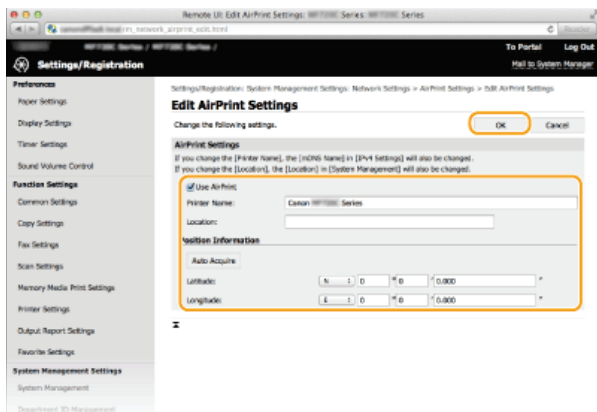 Remote UI: Edit AirPrint Settings: Series: Series
Reader
Series / Series /
To Portal Log Out
Settings/Registration
Mail to System Manager
Preferences
Paper Settings
Display Settings
Timer Settings
Sound Volume Control
Function Settings
Common Settings
Copy Settings
Fax Settings
Scan Settings
Memory Media Print Settings
Printer Settings
Output Report Settings
Favorite Settings
System Management Settings
System Management
Department ID Management
Settings/Registration: System Management Settings: Network Settings > AirPrint Settings > Edit AirPrint Settings
Edit AirPrint Settings
Change the following settings.
OK Cancel
AirPrint Settings
If you change the [Printer Name], the [mDNS Name] in [IPv4 Settings] will also be changed.
If you change the [Location], the [Location] in [System Management] will also be changed.
Use AirPrint
Printer Name: Canon Series
Location:
Position Information
Auto Acquire
Latitude: N 0 ° 0 ' 0.000 "
Longitude: E 0 ° 0 ' 0.000 "